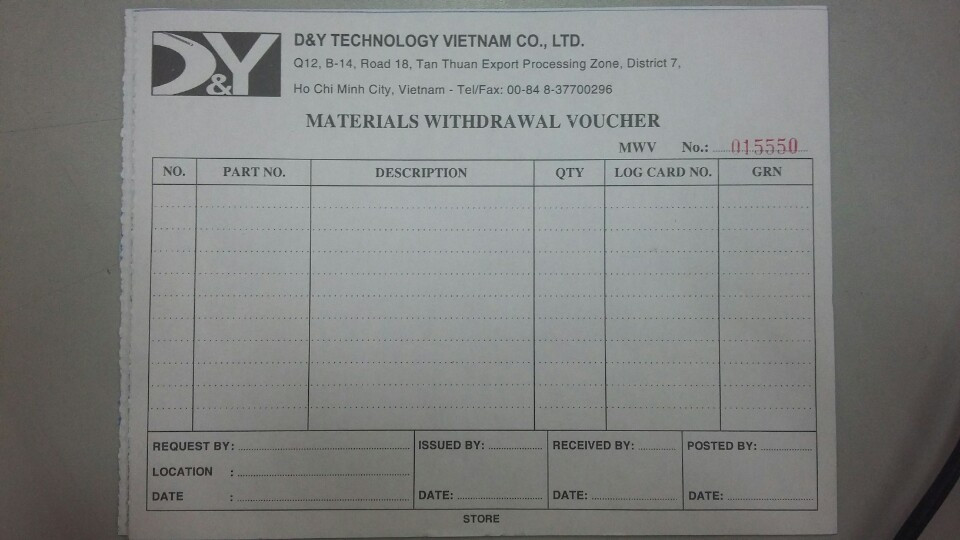 D&Y
D&Y TECHNOLOGY VIETNAM CO., LTD.
Q12, B-14, Road 18, Tan Thuan Export Processing Zone, District 7,
Ho Chi Minh City, Vietnam - Tel/Fax: 00-84 8-37700296
MATERIALS WITHDRAWAL VOUCHER
MWV No.: 015550
NO. PART NO. DESCRIPTION QTY LOG CARD NO. GRN
REQUEST BY: ISSUED BY: RECEIVED BY: POSTED BY:
LOCATION :
DATE : DATE: DATE: DATE:
STORE